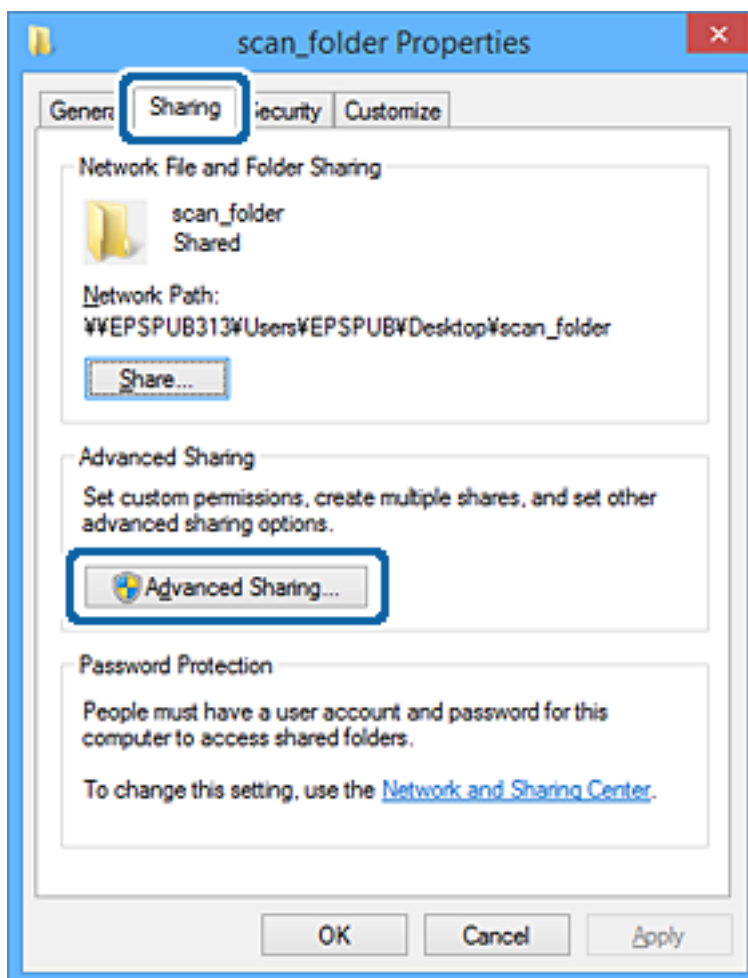 scan_folder Properties
General Sharing Security Customize
Network File and Folder Sharing
scan_folder
Shared
Network Path:
¥¥EPSPUB313¥Users¥EPSPUB¥Desktop¥scan_folder
Share...
Advanced Sharing
Set custom permissions, create multiple shares, and set other
advanced sharing options.
Advanced Sharing...
Password Protection
People must have a user account and password for this
computer to access shared folders.
To change this setting, use the Network and Sharing Center.
OK Cancel Apply